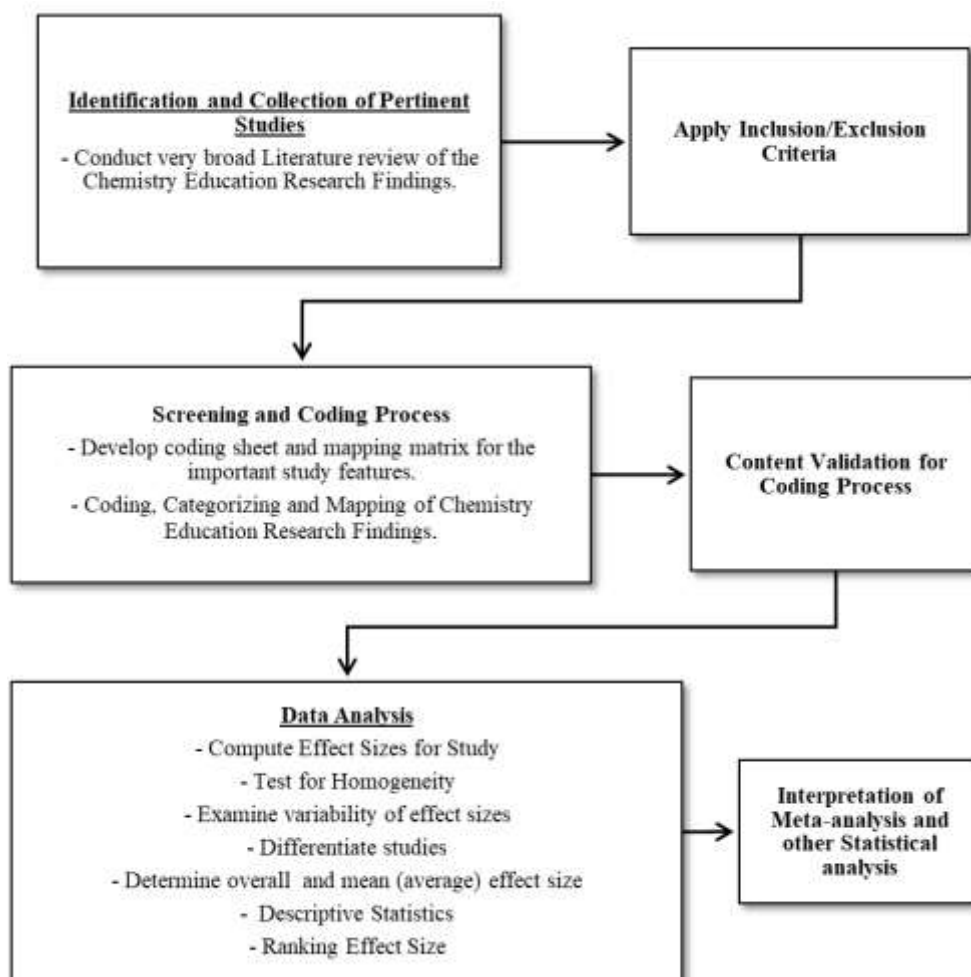 Identification and Collection of Pertinent
Studies
- Conduct very broad Literature review of the
Chemistry Education Research Findings.
Apply Inclusion/Exclusion
Criteria
Screening and Coding Process
- Develop coding sheet and mapping matrix for the
important study features.
- Coding, Categorizing and Mapping of Chemistry
Education Research Findings.
Content Validation for
Coding Process
Data Analysis
- Compute Effect Sizes for Study
- Test for Homogeneity
- Examine variability of effect sizes
- Differentiate studies
- Determine overall and mean (average) effect size
- Descriptive Statistics
- Ranking Effect Size
Interpretation of
Meta-analysis and
other Statistical
analysis